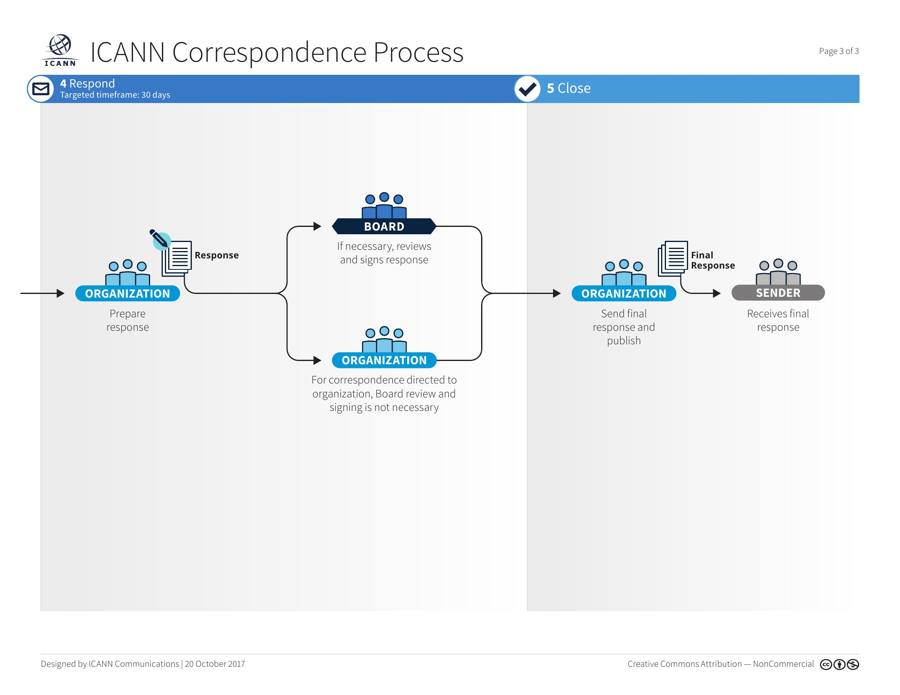 ICANN
ICANN Correspondence Process
Page 3 of 3
4 Respond
Targeted timeframe: 30 days
5 Close
BOARD
If necessary, reviews
and signs response
Response
ORGANIZATION
Prepare
response
ORGANIZATION
For correspondence directed to
organization, Board review and
signing is not necessary
ORGANIZATION
Send final
response and
publish
Final
Response
SENDER
Receives final
response
Designed by ICANN Communications | 20 October 2017
Creative Commons Attribution — NonCommercial